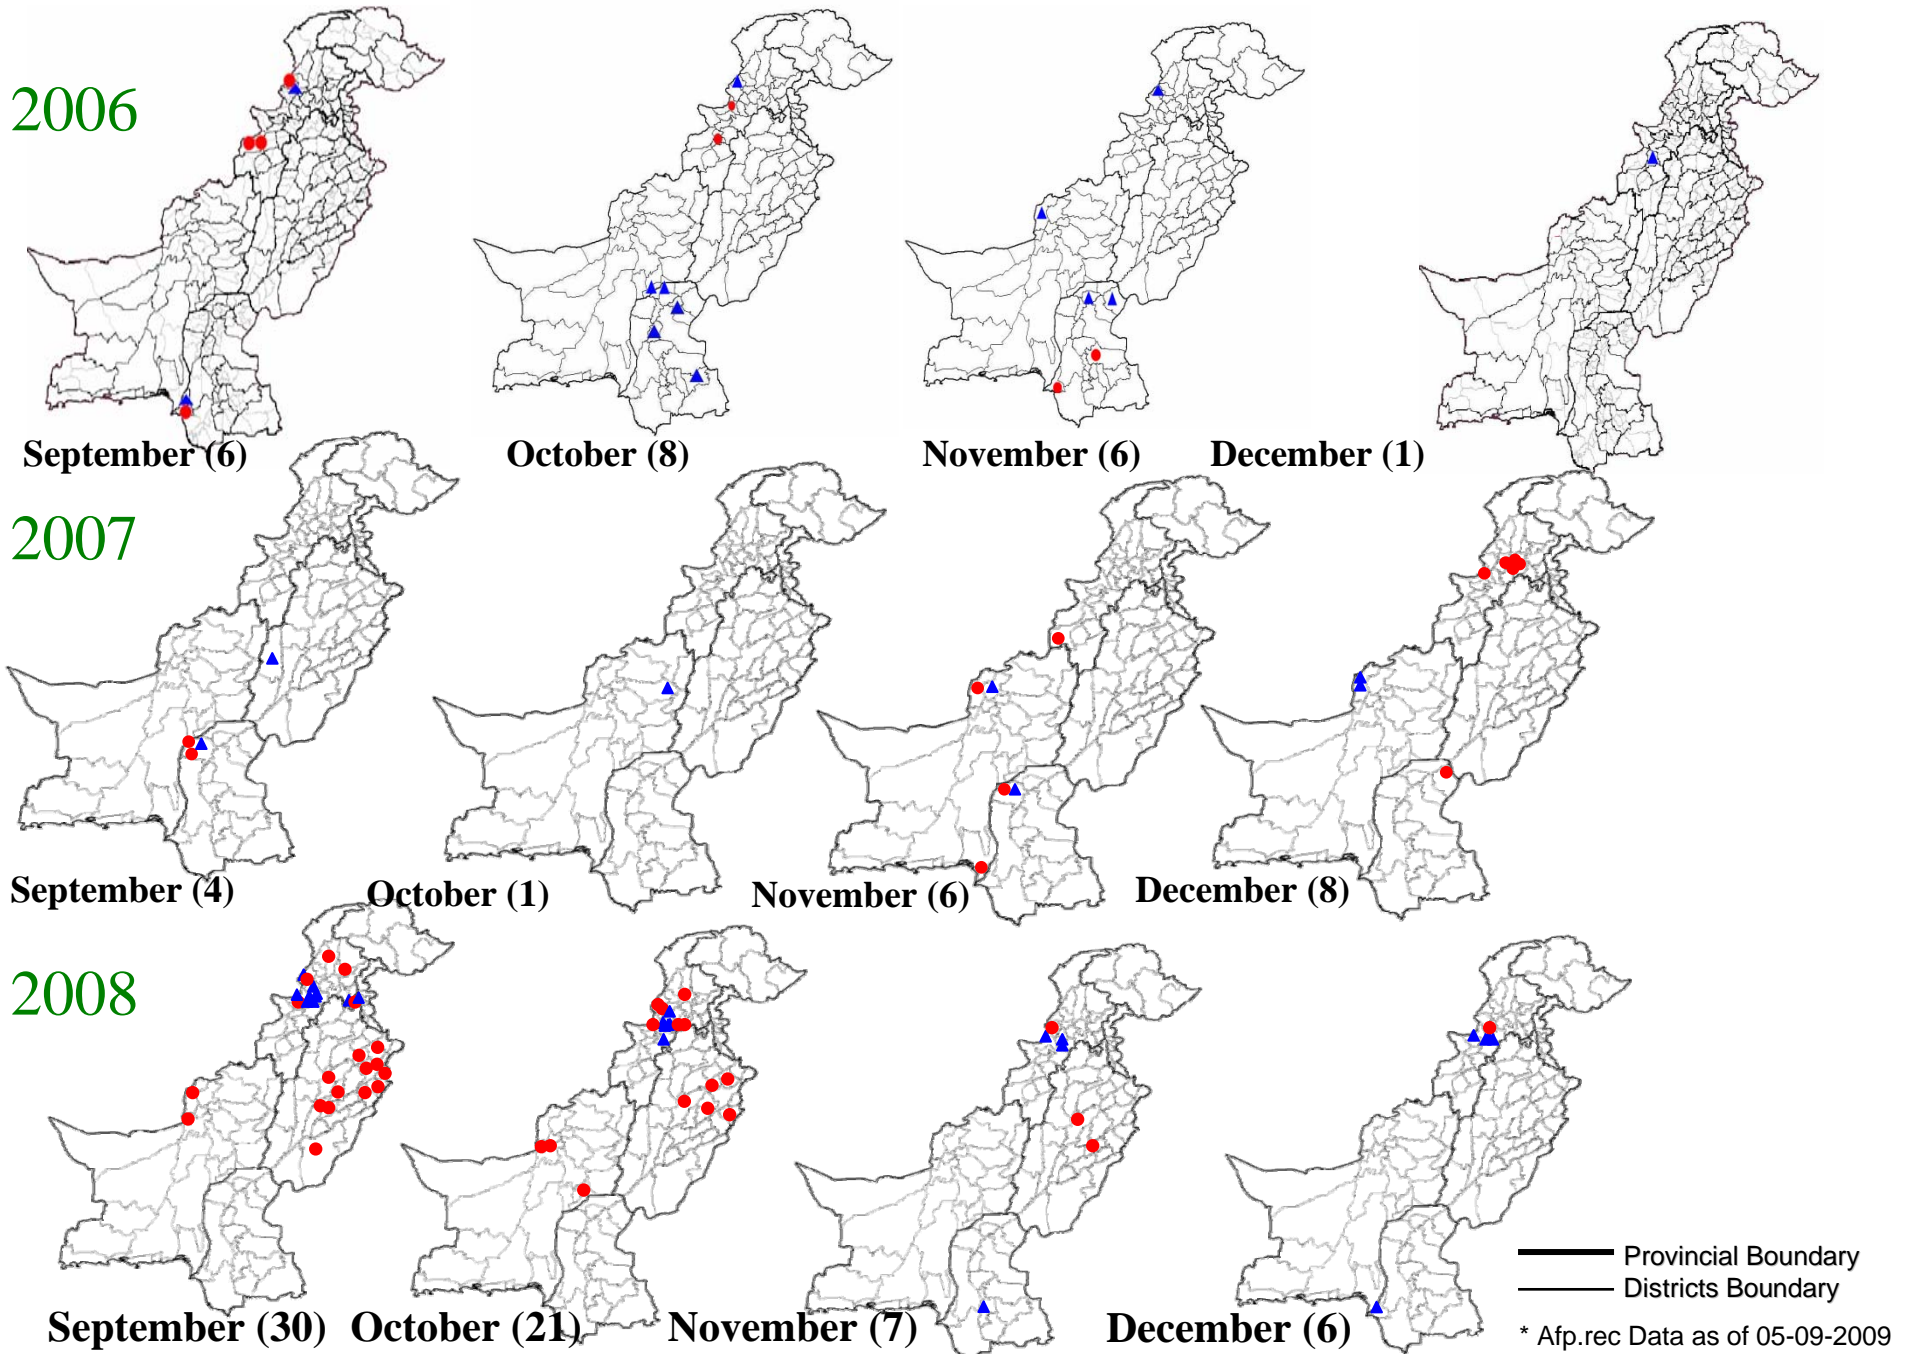 2006
September (6)
October (8)
November (6)
December (1)
2007
September (4)
October (1)
November (6)
December (8)
2008
September (30)
October (21)
November (7)
December (6)
Provincial Boundary
Districts Boundary
* Afp.rec Data as of 05-09-2009